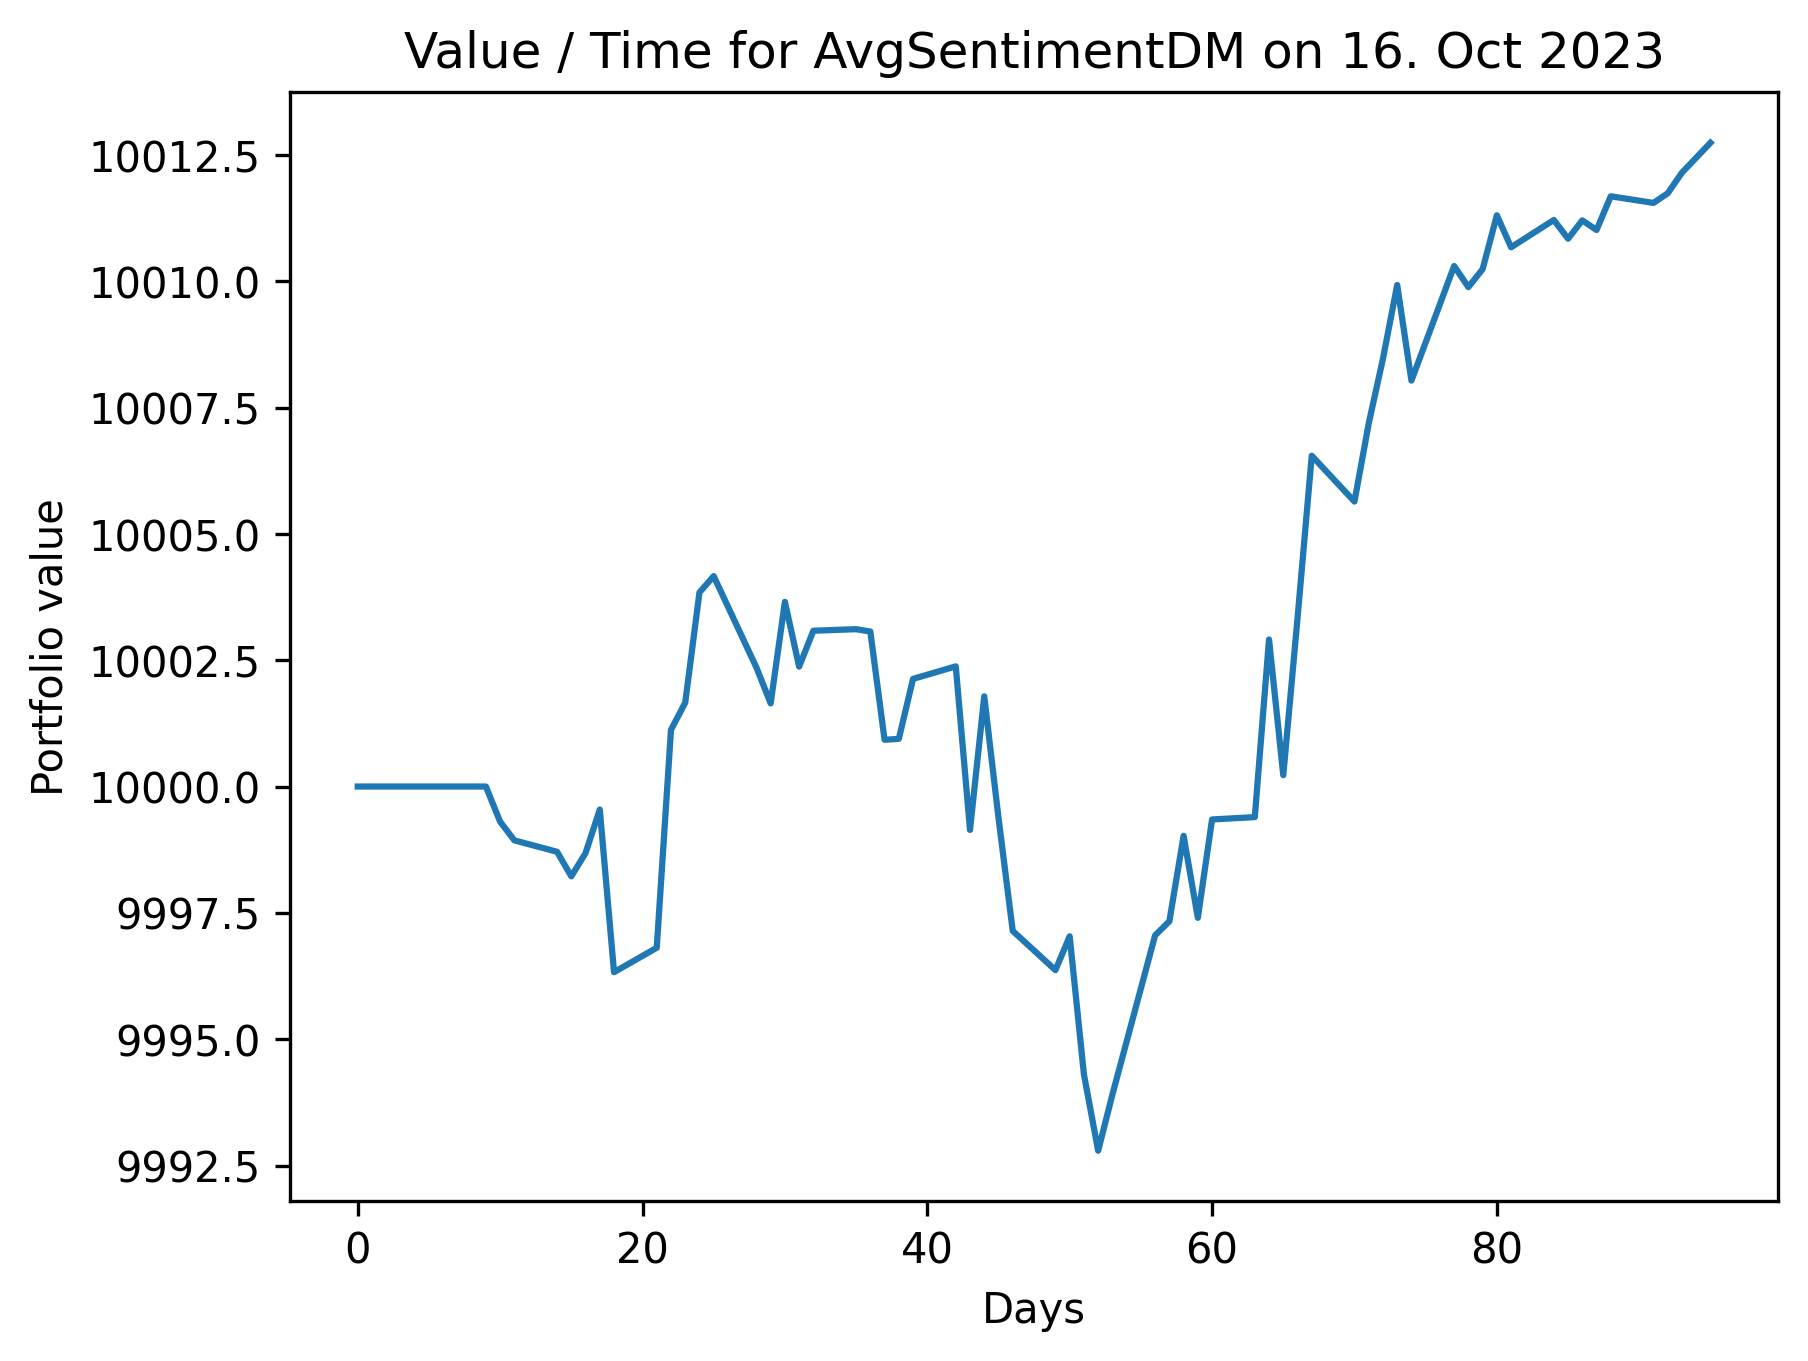 Value / Time for AvgSentimentDM on 16. Oct 2023
10012.5
10010.0
10007.5
10005.0
10002.5
10000.0
9997.5
9995.0
9992.5
Portfolio value
0 20 40 60 80
Days